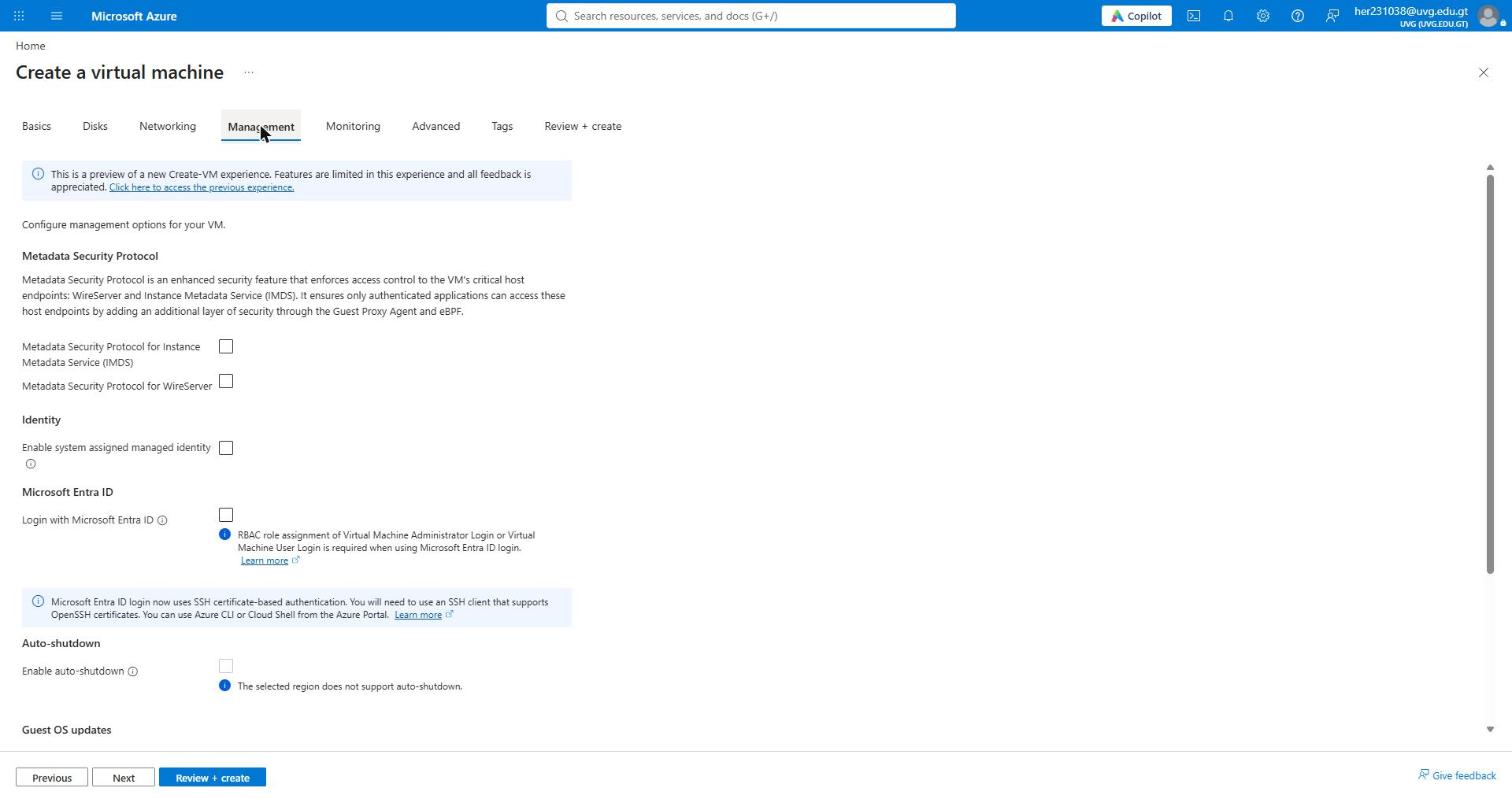 Microsoft Azure
Search resources, services, and docs (G+/)
Copilot
her231038@uvg.edu.gt
UVG (UVG.EDU.GT)
Home
Create a virtual machine
...
Basics
Disks
Networking
Management
Monitoring
Advanced
Tags
Review + create
This is a preview of a new Create-VM experience. Features are limited in this experience and all feedback is
appreciated. Click here to access the previous experience.
Configure management options for your VM.
Metadata Security Protocol
Metadata Security Protocol is an enhanced security feature that enforces access control to the VM's critical host
endpoints: WireServer and Instance Metadata Service (IMDS). It ensures only authenticated applications can access these
host endpoints by adding an additional layer of security through the Guest Proxy Agent and eBPF.
Metadata Security Protocol for Instance
Metadata Service (IMDS)
Metadata Security Protocol for WireServer
Identity
Enable system assigned managed identity
Microsoft Entra ID
Login with Microsoft Entra ID
RBAC role assignment of Virtual Machine Administrator Login or Virtual
Machine User Login is required when using Microsoft Entra ID login.
Learn more
Microsoft Entra ID login now uses SSH certificate-based authentication. You will need to use an SSH client that supports
OpenSSH certificates. You can use Azure CLI or Cloud Shell from the Azure Portal. Learn more
Auto-shutdown
Enable auto-shutdown
The selected region does not support auto-shutdown.
Guest OS updates
Previous
Next
Review + create
Give feedback